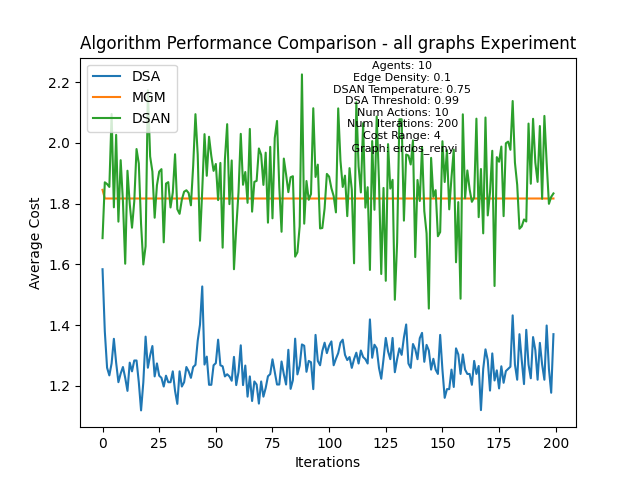 Algorithm Performance Comparison - all graphs Experiment
DSA
MGM
DSAN
Agents: 10
Edge Density: 0.1
DSAN Temperature: 0.75
DSA Threshold: 0.99
Num Actions: 10
Num Iterations: 200
Cost Range: 4
Graph: erdos_renyi
Average Cost
2.2
2.0
1.8
1.6
1.4
1.2
0 25 50 75 100 125 150 175 200
Iterations